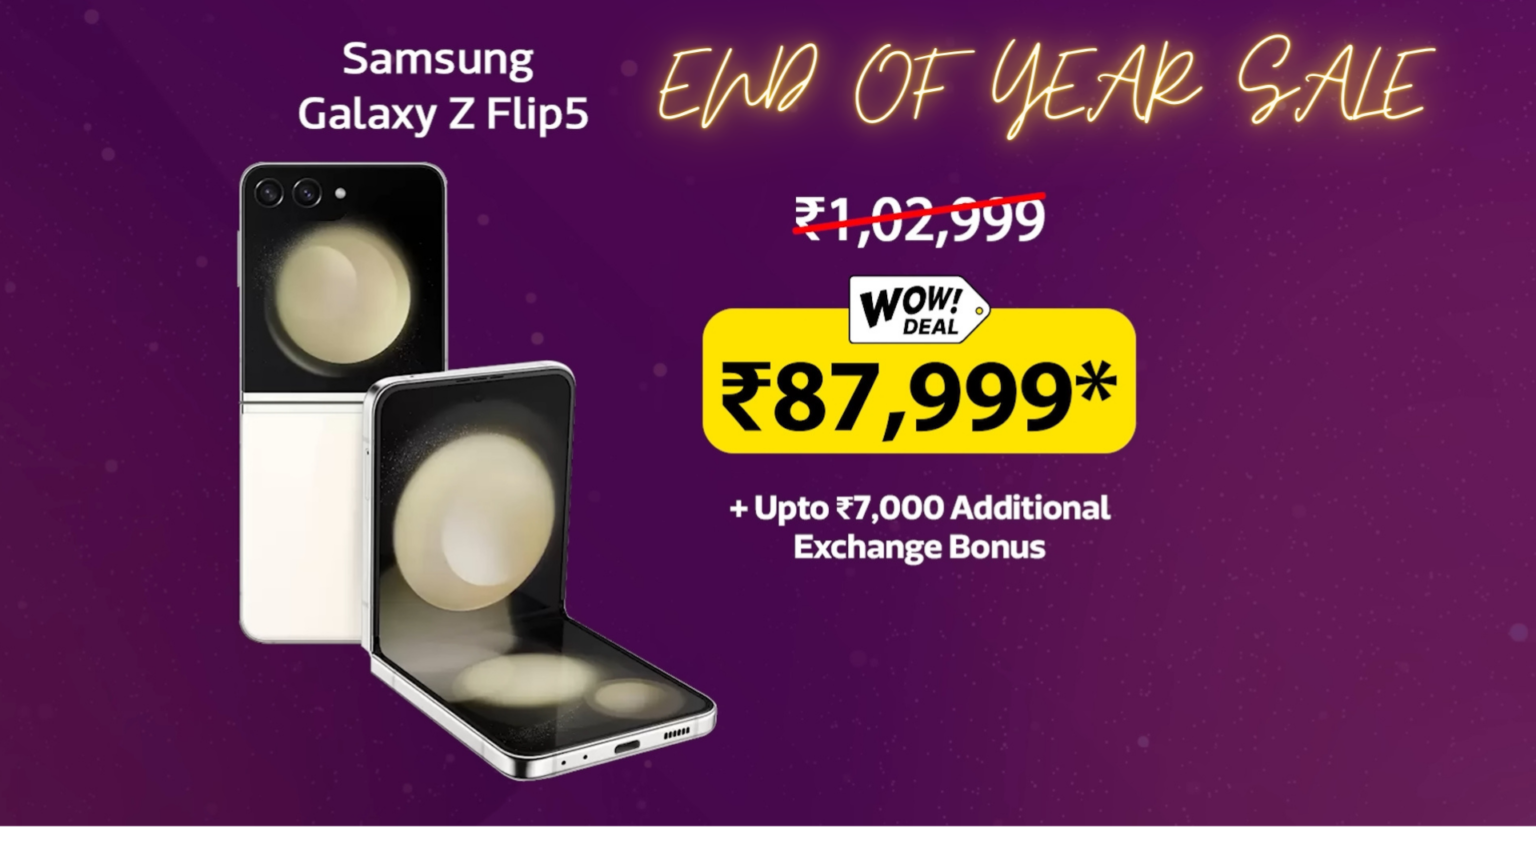 Samsung
Galaxy Z Flip5
END OF YEAR SALE
₹1,02,999
WOW!
DEAL
₹87,999*
+ Upto ₹7,000 Additional
Exchange Bonus